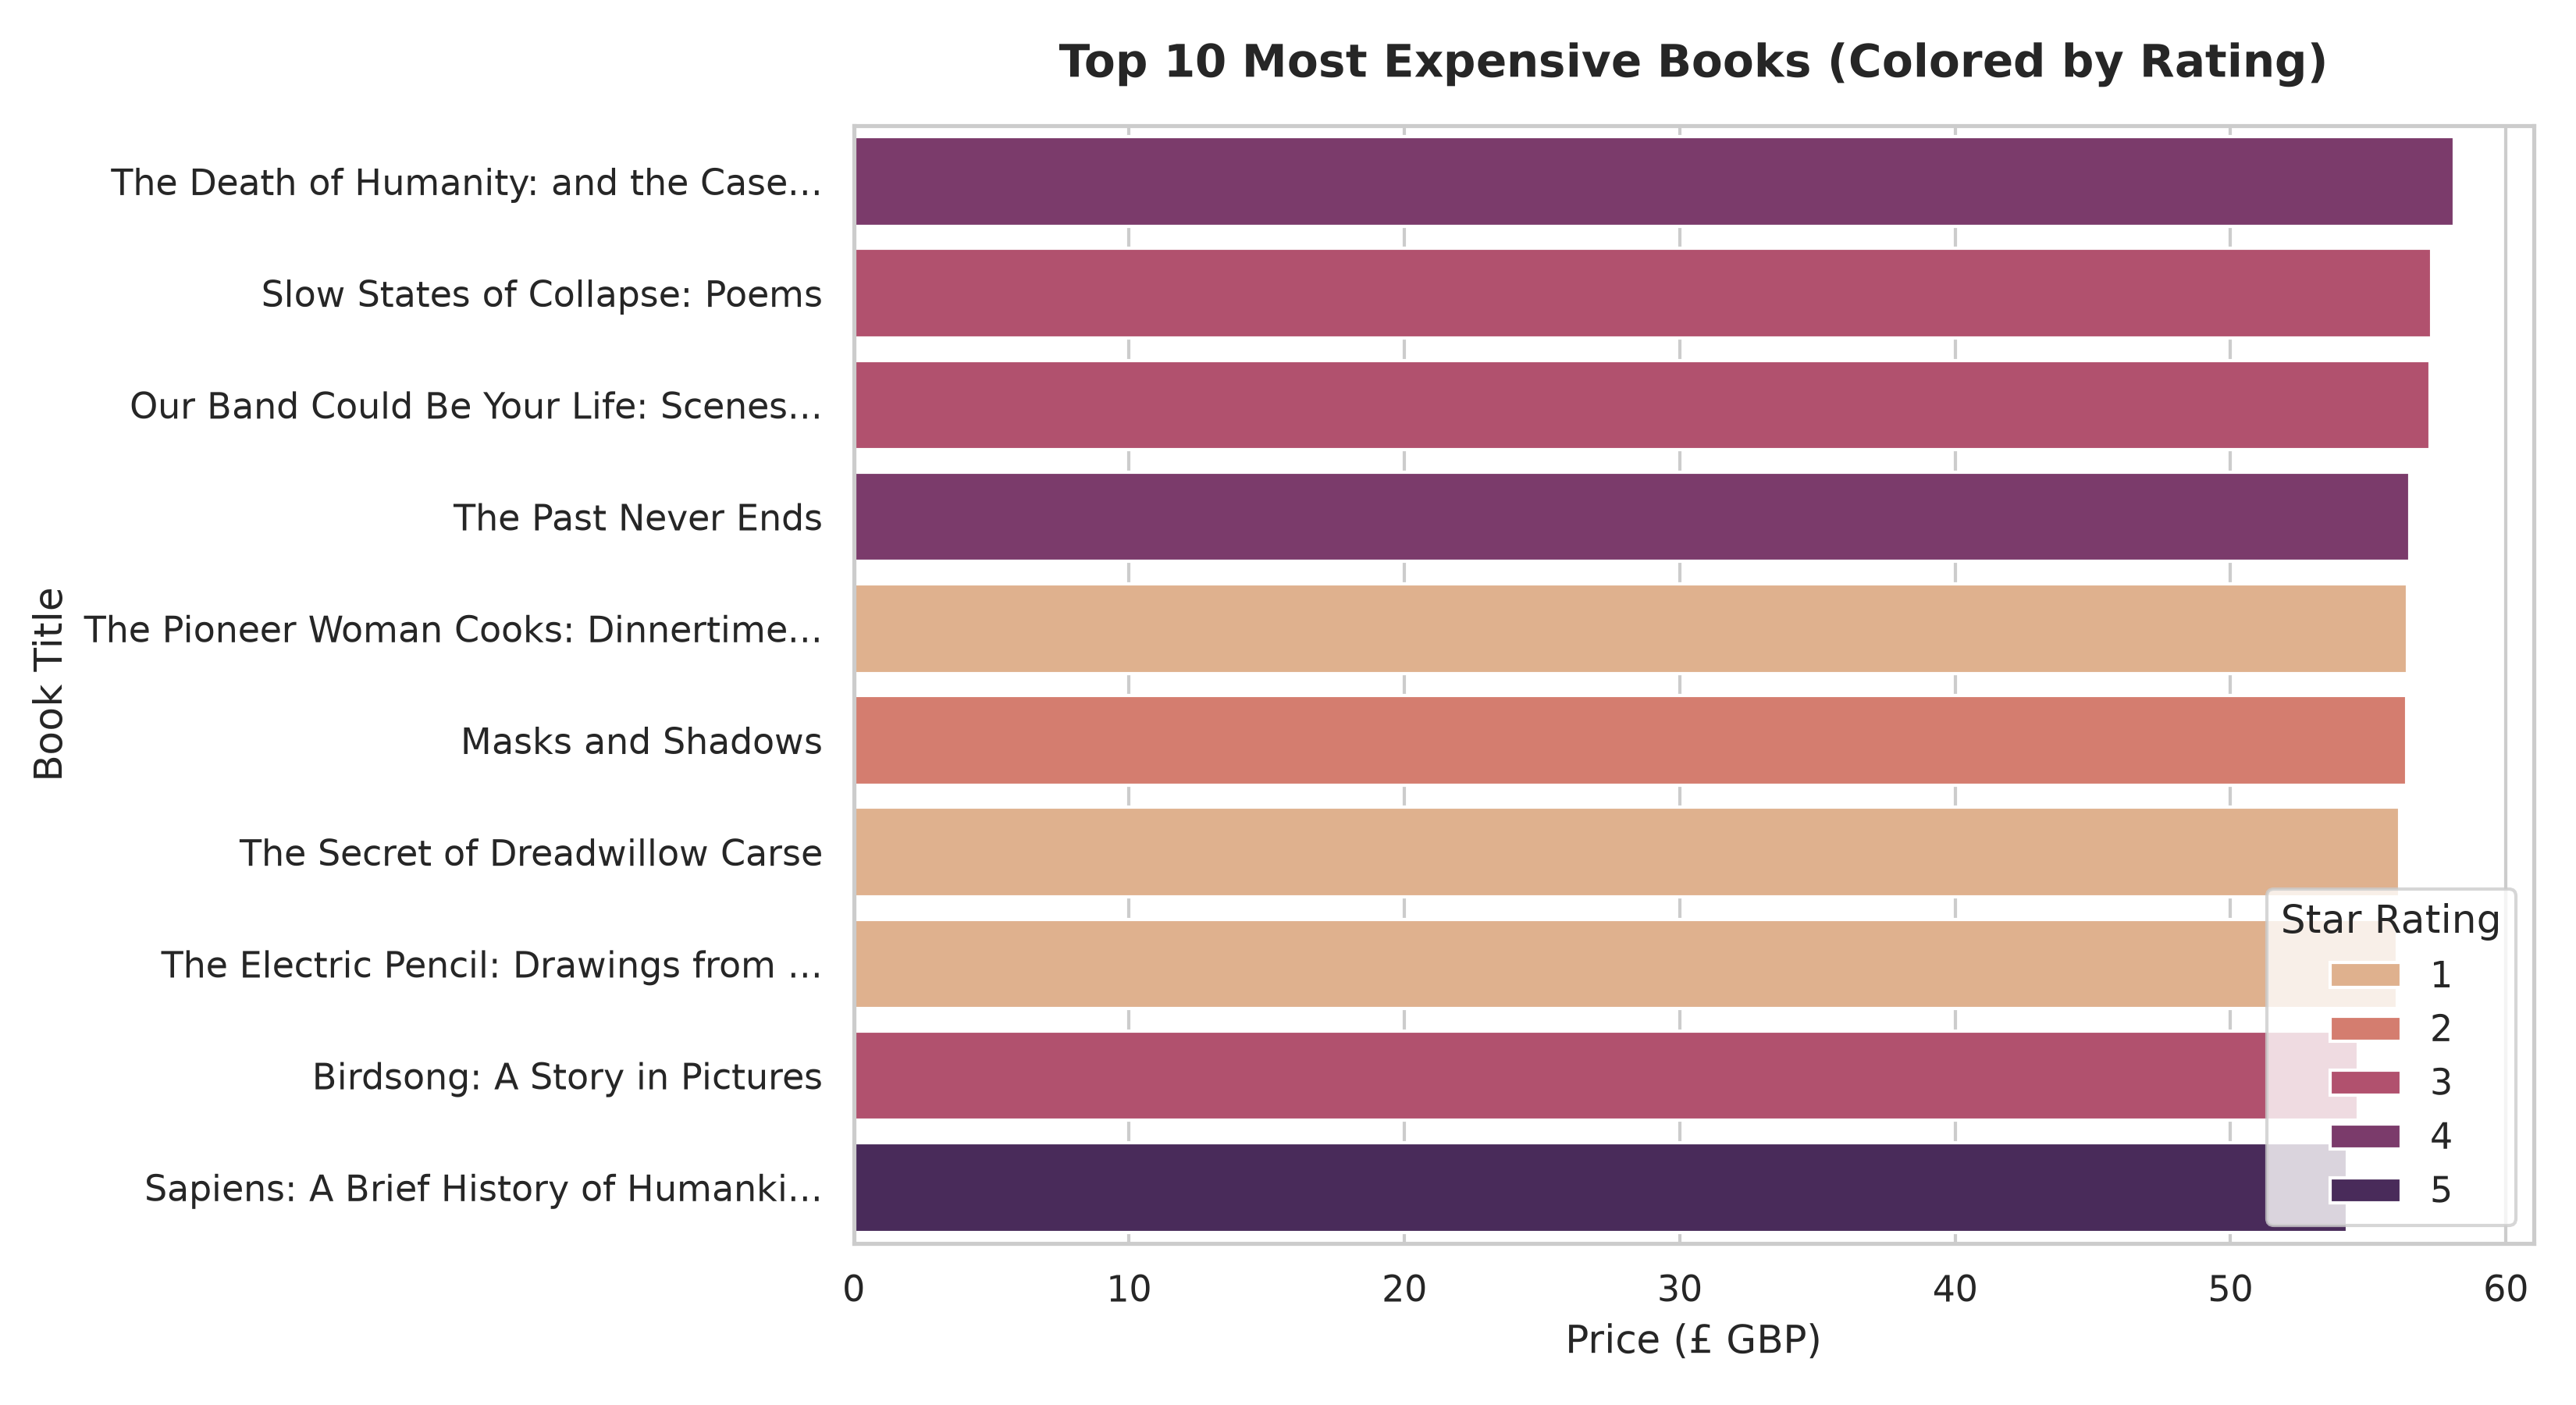 Top 10 Most Expensive Books (Colored by Rating)
Book Title
The Death of Humanity: and the Case...
Slow States of Collapse: Poems
Our Band Could Be Your Life: Scenes...
The Past Never Ends
The Pioneer Woman Cooks: Dinnertime...
Masks and Shadows
The Secret of Dreadwillow Carse
The Electric Pencil: Drawings from ...
Birdsong: A Story in Pictures
Sapiens: A Brief History of Humanki...
Star Rating
1
2
3
4
5
0 10 20 30 40 50 60
Price (£ GBP)